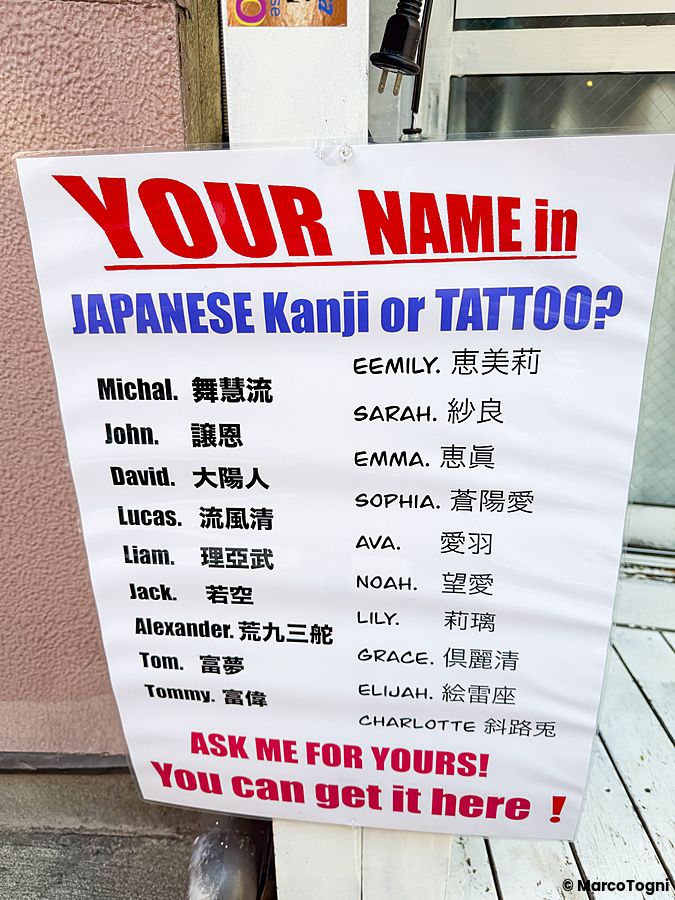 YOUR NAME in
JAPANESE Kanji or TATTOO?
Michal. 舞慧流
John. 譲恩
David. 大陽人
Lucas. 流風清
Liam. 理亞武
Jack. 若空
Alexander. 荒九三舵
Tom. 富夢
Tommy. 富偉
EEMILY. 恵美莉
SARAH. 紗良
EMMA. 恵眞
SOPHIA. 蒼陽愛
AVA. 愛羽
NOAH. 望愛
LILY. 莉璃
GRACE. 倶麗清
ELIJAH. 絵雷座
CHARLOTTE 斜路兎
ASK ME FOR YOURS!
You can get it here !
© MarcoTogni